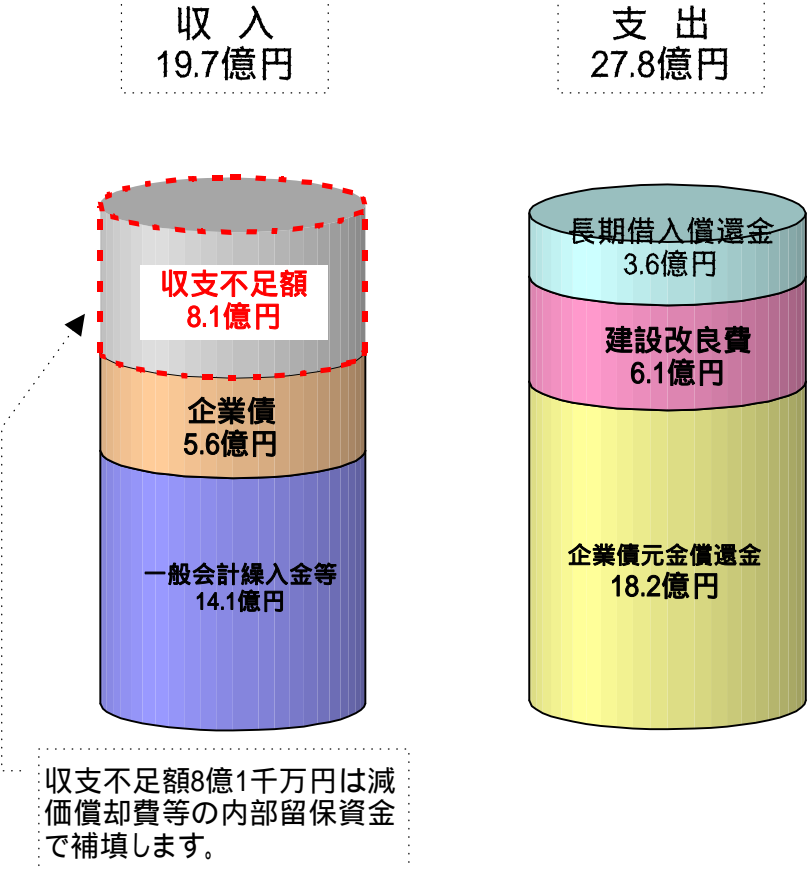 収 入
19.7億円
支 出
27.8億円
収支不足額
8.1億円
企業債
5.6億円
一般会計繰入金等
14.1億円
長期借入償還金
3.6億円
建設改良費
6.1億円
企業債元金償還金
18.2億円
収支不足額8億1千万円は減
価償却費等の内部留保資金
で補填します。